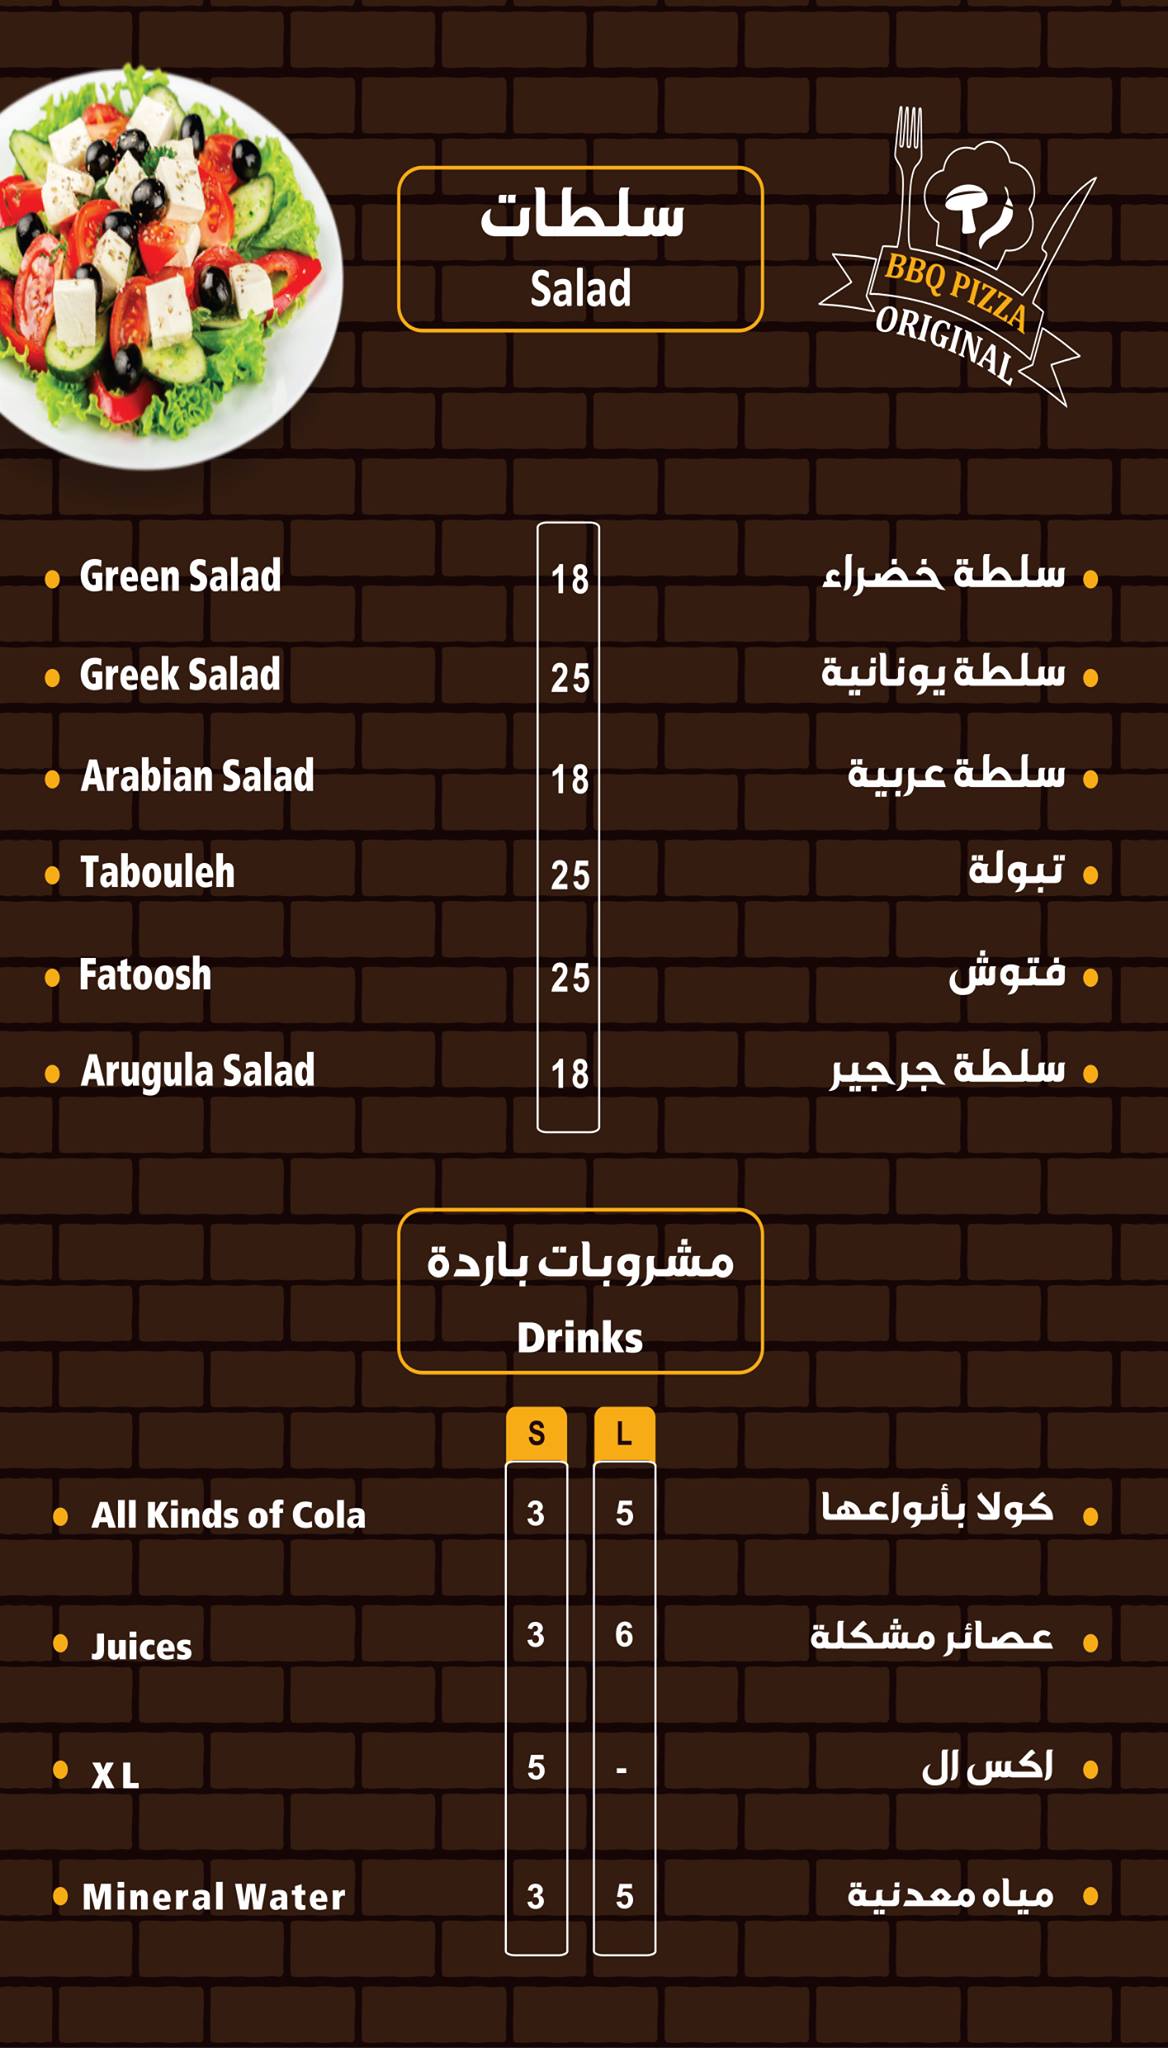 سلطات
Salad
BBQ PIZZA
ORIGINAL
Green Salad 18 سلطة خضراء
Greek Salad 25 سلطة يونانية
Arabian Salad 18 سلطة عربية
Tabouleh 25 تبولة
Fatoosh 25 فتوش
Arugula Salad 18 سلطة جرجير
مشروبات باردة
Drinks
S L
All Kinds of Cola 3 5 كولا بأنواعها
Juices 3 6 عصائر مشكلة
X L 5 - اكس ال
Mineral Water 3 5 مياه معدنية